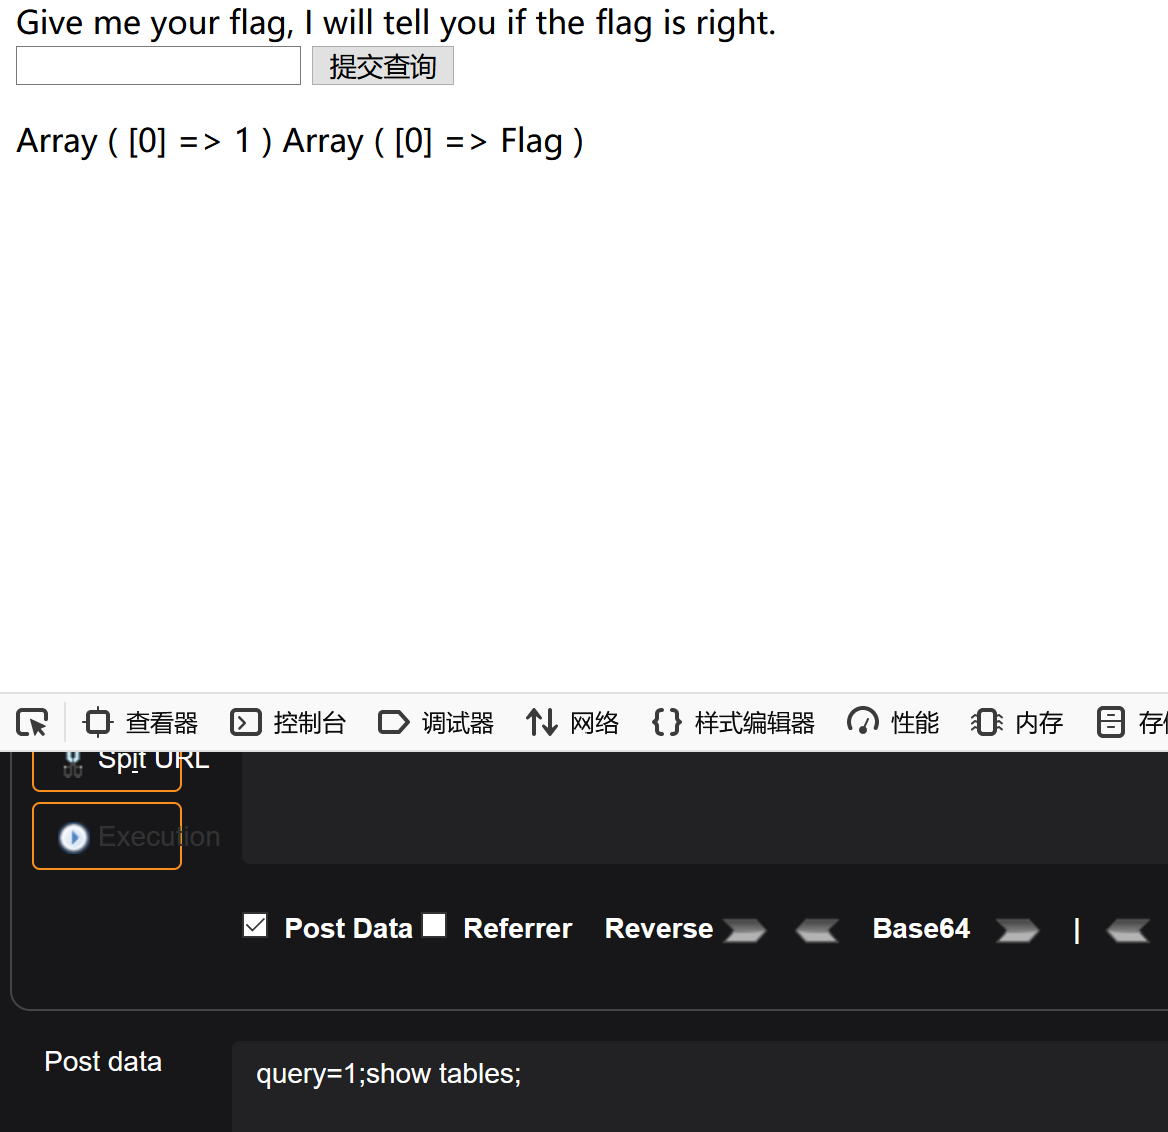 Give me your flag, I will tell you if the flag is right.
提交查询
Array ( [0] => 1 ) Array ( [0] => Flag )
查看器 控制台 调试器 网络 {} 样式编辑器 性能 内存 存
Spit URL
Execution
Post Data Referrer Reverse Base64 |
Post data
query=1;show tables;